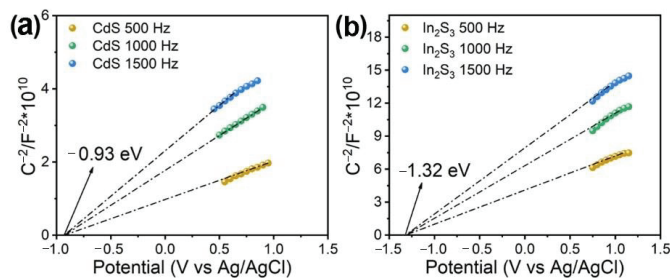 (a)
CdS 500 Hz
CdS 1000 Hz
CdS 1500 Hz
C⁻²/F⁻²*10¹⁰
6
4
2
0
−0.93 eV
-1.0 -0.5 0.0 0.5 1.0 1.5
Potential (V vs Ag/AgCl)
(b)
In₂S₃ 500 Hz
In₂S₃ 1000 Hz
In₂S₃ 1500 Hz
C⁻²/F⁻²*10¹⁰
18
15
12
9
6
3
0
−1.32 eV
−1.5 −1.0 −0.5 0.0 0.5 1.0 1.5
Potential (V vs Ag/AgCl)